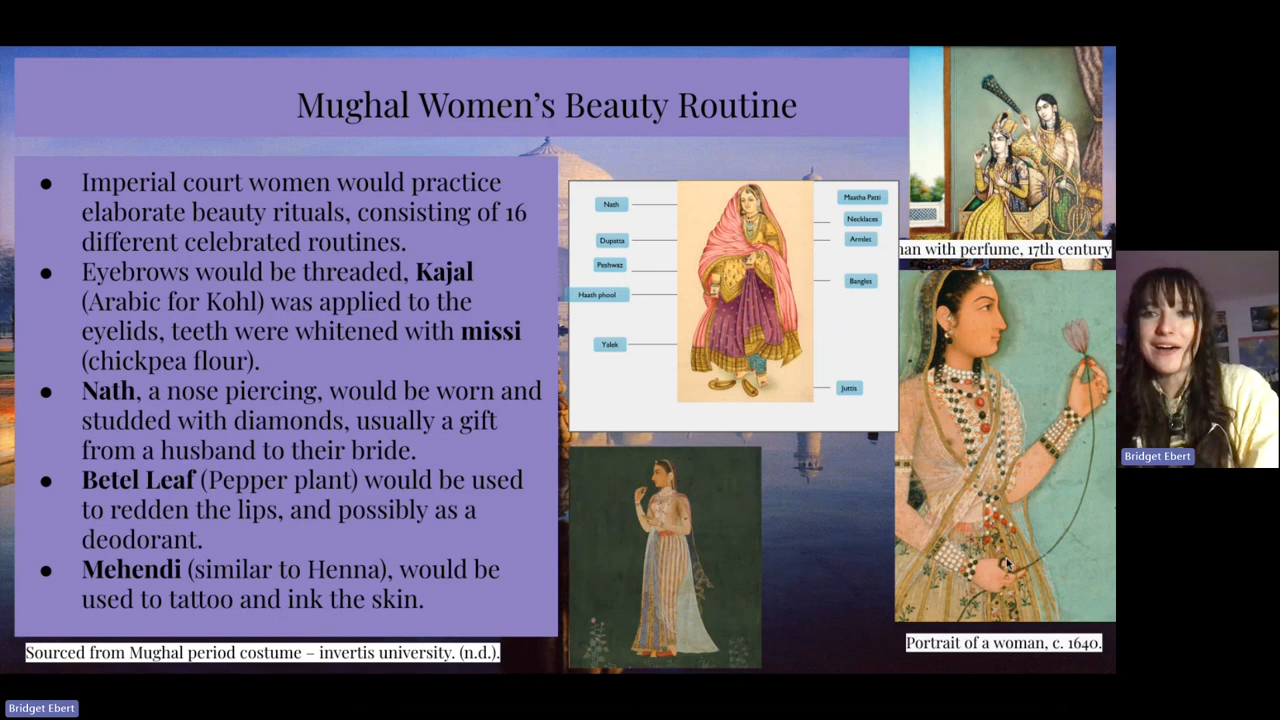 Mughal Women's Beauty Routine
● Imperial court women would practice
elaborate beauty rituals, consisting of 16
different celebrated routines.
● Eyebrows would be threaded, Kajal
(Arabic for Kohl) was applied to the
eyelids, teeth were whitened with missi
(chickpea flour).
● Nath, a nose piercing, would be worn and
studded with diamonds, usually a gift
from a husband to their bride.
● Betel Leaf (Pepper plant) would be used
to redden the lips, and possibly as a
deodorant.
● Mehendi (similar to Henna), would be
used to tattoo and ink the skin.
Sourced from Mughal period costume – invertis university. (n.d.).
Nath
Dupatta
Peshwaz
Haath phool
Yalek
Maatha Patti
Necklaces
Armlet
Bangles
Juttis
with perfume, 17th century
Portrait of a woman, c. 1640.
Bridget Ebert
Bridget Ebert